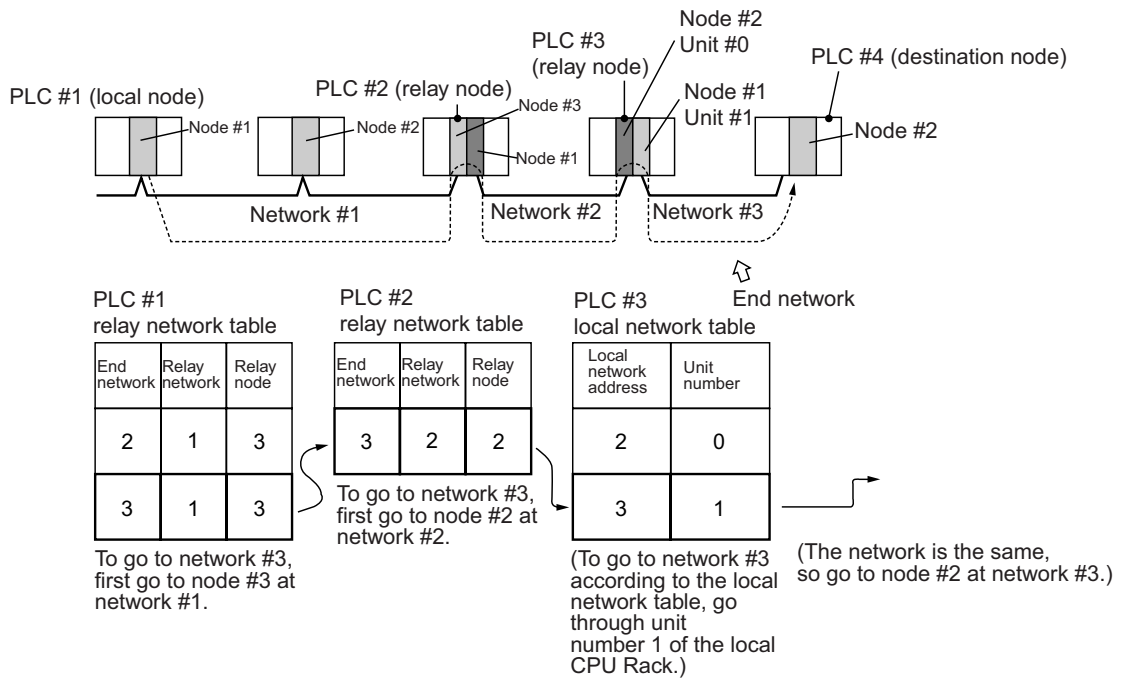 Node #2
Unit #0
PLC #3
(relay node)
PLC #4 (destination node)
PLC #1 (local node)
PLC #2 (relay node)
Node #1
Unit #1
Node #3
Node #1
Node #2
Node #1
Node #2
Network #1
Network #2
Network #3
End network
PLC #1
relay network table
End
network
Relay
network
Relay
node
2 1 3
3 1 3
To go to network #3,
first go to node #3 at
network #1.
PLC #2
relay network table
End
network
Relay
network
Relay
node
3 2 2
To go to network #3,
first go to node #2 at
network #2.
PLC #3
local network table
Local
network
address
Unit
number
2 0
3 1
(To go to network #3
according to the local
network table, go
through unit
number 1 of the local
CPU Rack.)
(The network is the same,
so go to node #2 at network #3.)